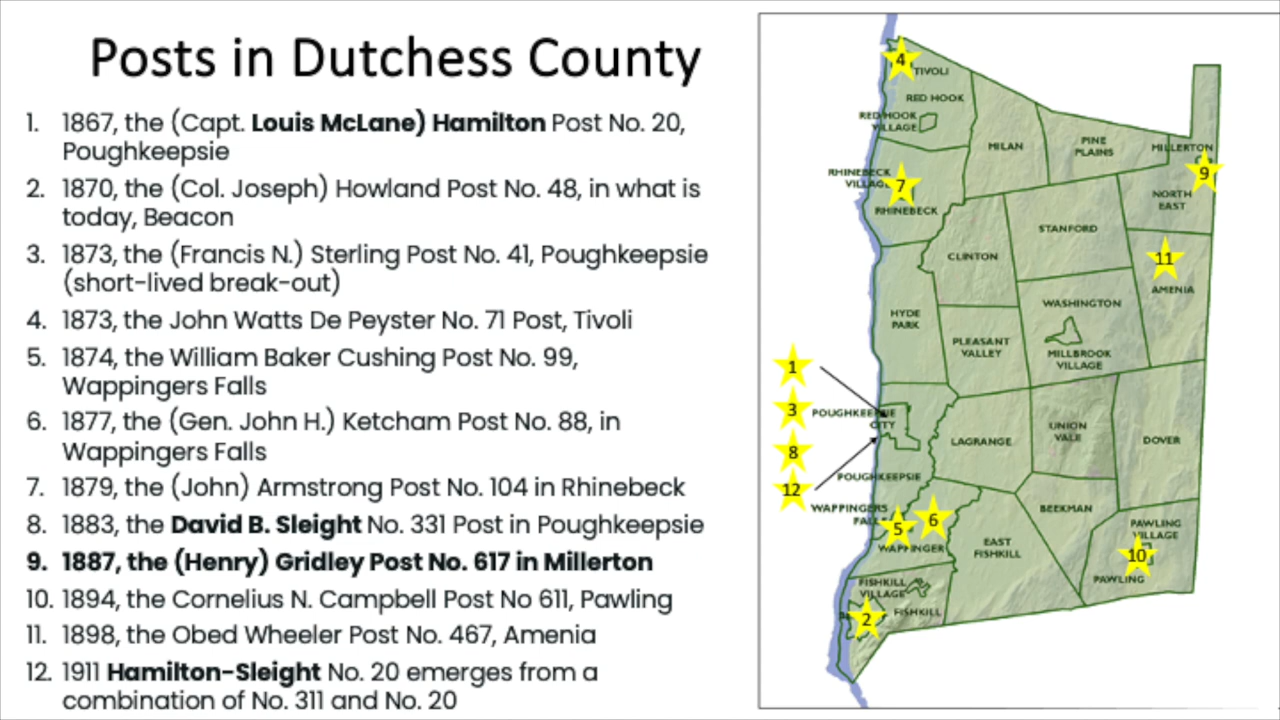 Posts in Dutchess County
1. 1867, the (Capt. Louis McLane) Hamilton Post No. 20,
Poughkeepsie
2. 1870, the (Col. Joseph) Howland Post No. 48, in what is
today, Beacon
3. 1873, the (Francis N.) Sterling Post No. 41, Poughkeepsie
(short-lived break-out)
4. 1873, the John Watts De Peyster No. 71 Post, Tivoli
5. 1874, the William Baker Cushing Post No. 99,
Wappingers Falls
6. 1877, the (Gen. John H.) Ketcham Post No. 88, in
Wappingers Falls
7. 1879, the (John) Armstrong Post No. 104 in Rhinebeck
8. 1883, the David B. Sleight No. 331 Post in Poughkeepsie
9. 1887, the (Henry) Gridley Post No. 617 in Millerton
10. 1894, the Cornelius N. Campbell Post No 611, Pawling
11. 1898, the Obed Wheeler Post No. 467, Amenia
12. 1911 Hamilton-Sleight No. 20 emerges from a
combination of No. 311 and No. 20
4
TIVOLI
RED HOOK
RED HOOK
VILLAGE
MILAN
PINE
PLAINS
MILLERTON
9
RHINEBECK
VILLAGE
7
RHINEBECK
NORTH
EAST
STANFORD
CLINTON
11
AMENIA
HYDE
PARK
WASHINGTON
PLEASANT
VALLEY
MILLBROOK
VILLAGE
1
3
POUGHKEEPSIE
CITY
8
12
LAGRANGE
UNION
VALE
DOVER
POUGHKEEPSIE
WAPPINGERS
5
6
WAPPINGER
EAST
FISHKILL
BEEKMAN
PAWLING
VILLAGE
10
PAWLING
FISHKILL
VILLAGE
2
FISHKILL